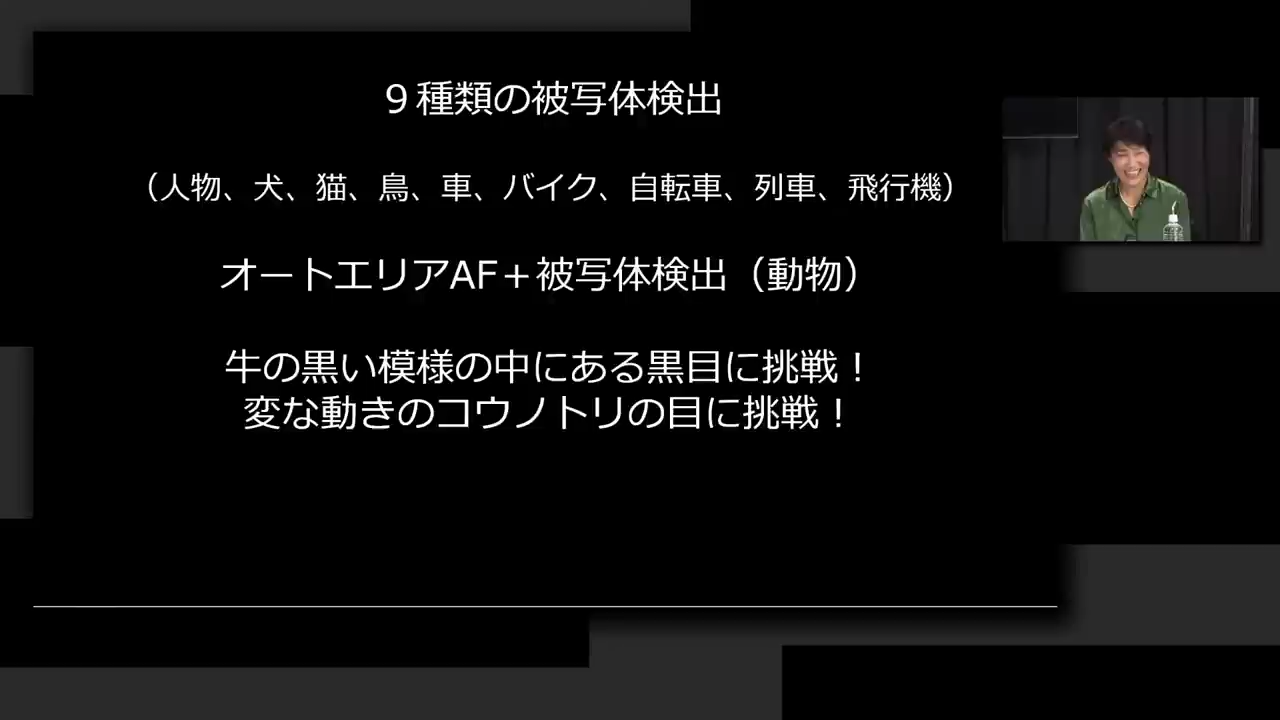 ９種類の被写体検出
（人物、犬、猫、鳥、車、バイク、自転車、列車、飛行機）
オートエリアAF＋被写体検出（動物）
牛の黒い模様の中にある黒目に挑戦！
変な動きのコウノトリの目に挑戦！